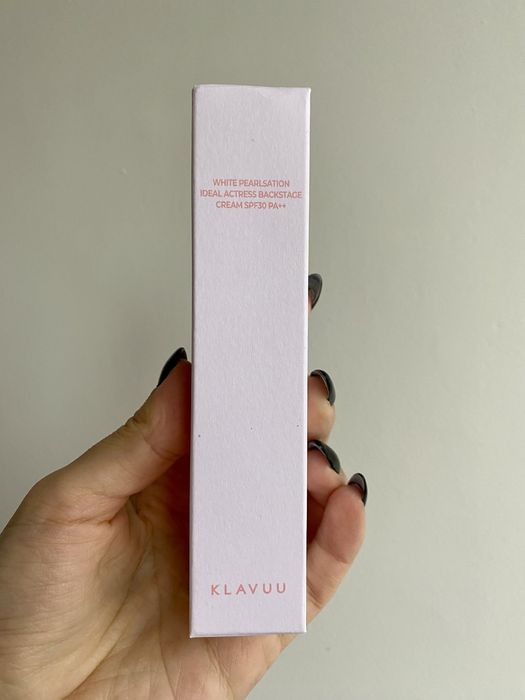 WHITE PEARLSATION
IDEAL ACTRESS BACKSTAGE
CREAM SPF30 PA++
KLAVUU